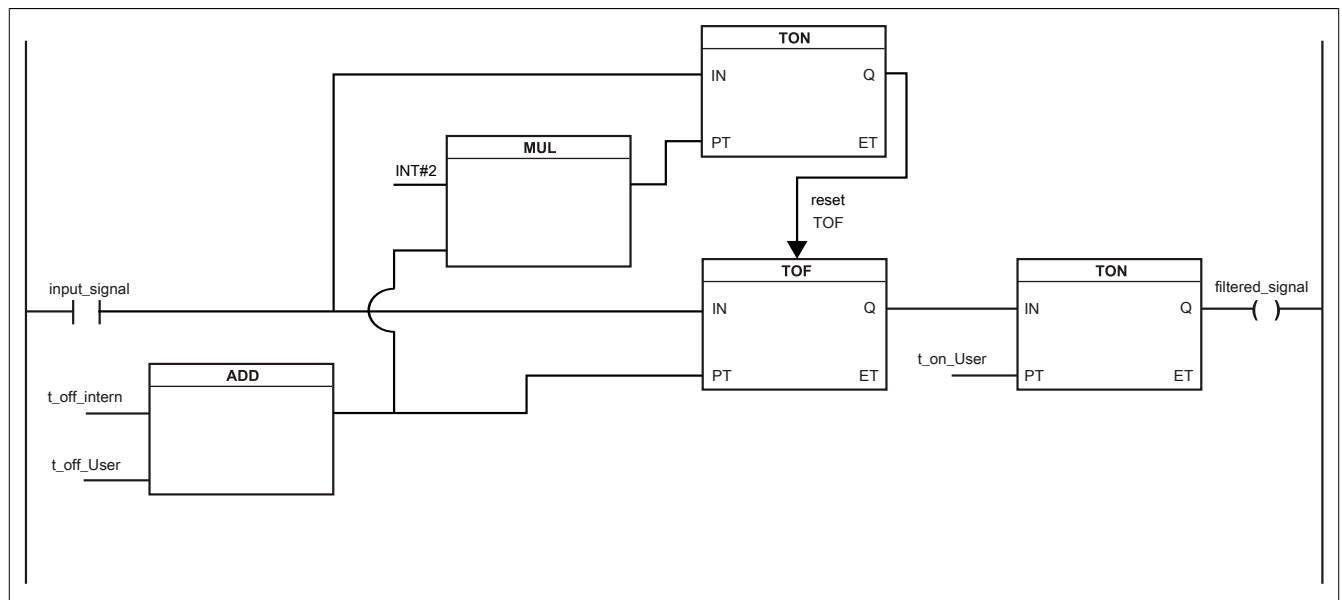 TON
IN Q
PT ET
MUL
INT#2
reset
TOF
input_signal
TOF
IN Q
PT ET
TON
IN Q
t_on_User
PT ET
filtered_signal
ADD
t_off_intern
t_off_User